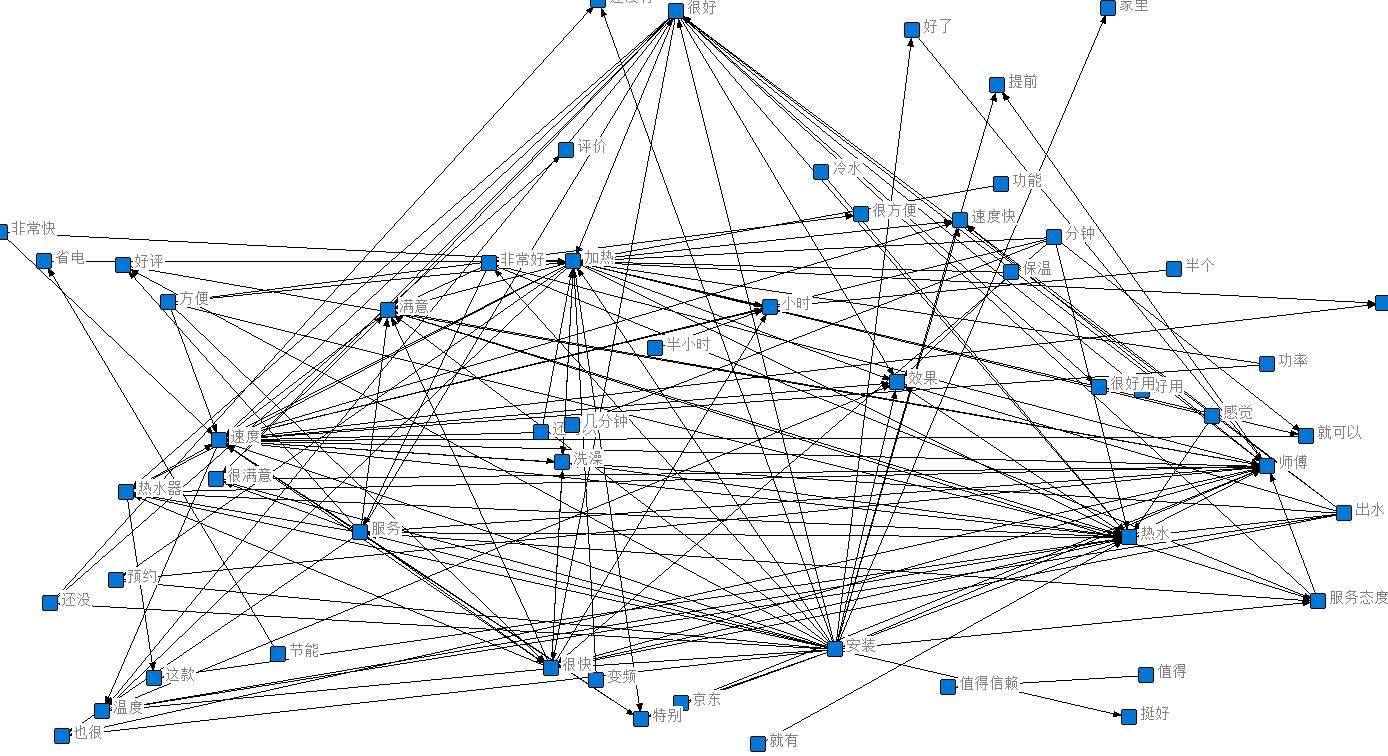 很好
家里
好了
提前
评价
冷水
功能
很方便
速度快
非常快
分钟
省电
好评
非常好
加热
保温
半个
方便
满意
小时
半小时
功率
效果
很好用
好用
感觉
几分钟
还
就可以
速度
洗澡
师傅
很满意
热水器
出水
服务
热水
预约
还没
服务态度
安装
节能
很快
这款
变频
值得信赖
值得
温度
特别
京东
挺好
也很
就有